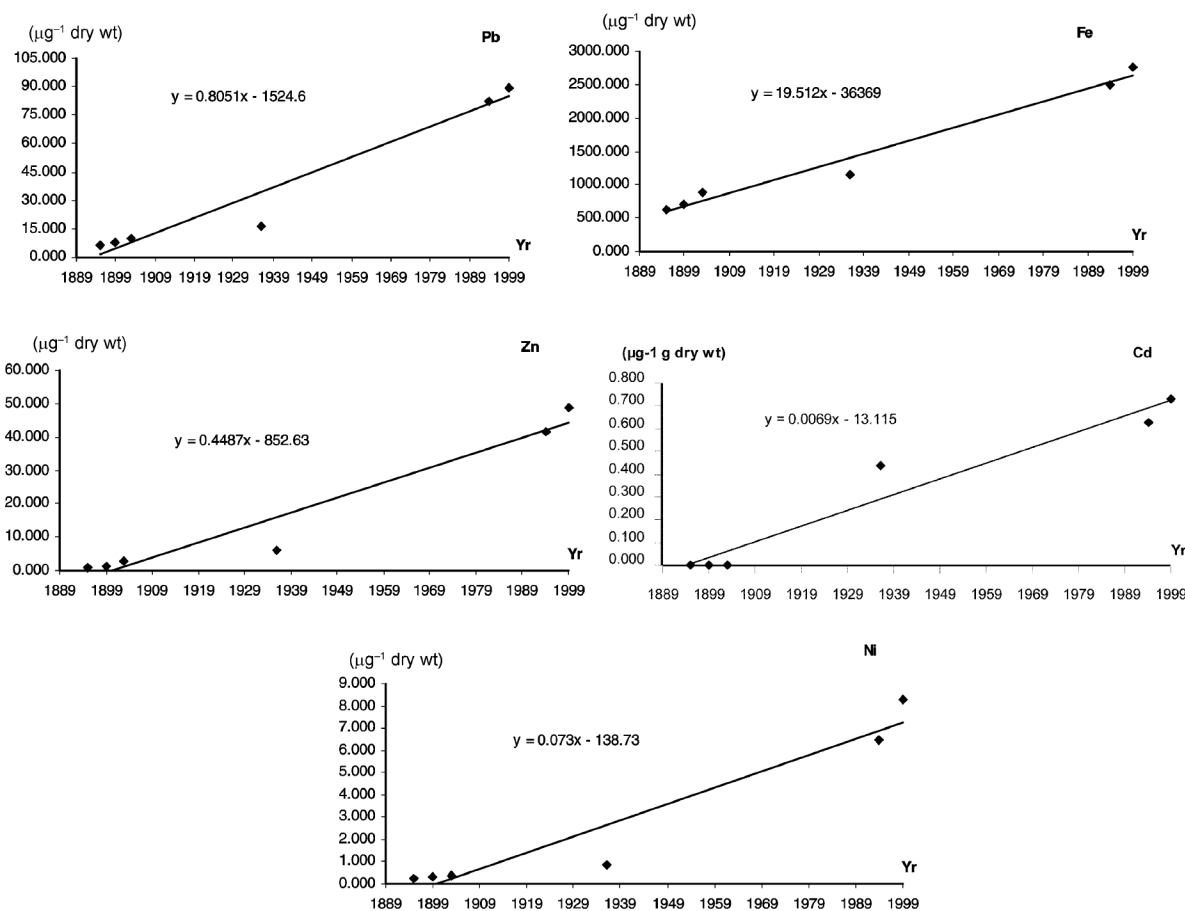 (μg⁻¹ dry wt)
Pb
105.000
90.000
75.000
60.000
45.000
30.000
15.000
0.000
y = 0.8051x - 1524.6
Yr
1889 1899 1909 1919 1929 1939 1949 1959 1969 1979 1989 1999
(μg⁻¹ dry wt)
Fe
3000.000
2500.000
2000.000
1500.000
1000.000
500.000
0.000
y = 19.512x - 36369
Yr
1889 1899 1909 1919 1929 1939 1949 1959 1969 1979 1989 1999
(μg⁻¹ dry wt)
Zn
60.000
50.000
40.000
30.000
20.000
10.000
0.000
y = 0.4487x - 852.63
Yr
1889 1899 1909 1919 1929 1939 1949 1959 1969 1979 1989 1999
(μg-1 g dry wt)
Cd
0.800
0.700
0.600
0.500
0.400
0.300
0.200
0.100
0.000
y = 0.0069x - 13.115
Yr
1889 1899 1909 1919 1929 1939 1949 1959 1969 1979 1989 1999
(μg⁻¹ dry wt)
Ni
9.000
8.000
7.000
6.000
5.000
4.000
3.000
2.000
1.000
0.000
y = 0.073x - 138.73
Yr
1889 1899 1909 1919 1929 1939 1949 1959 1969 1979 1989 1999